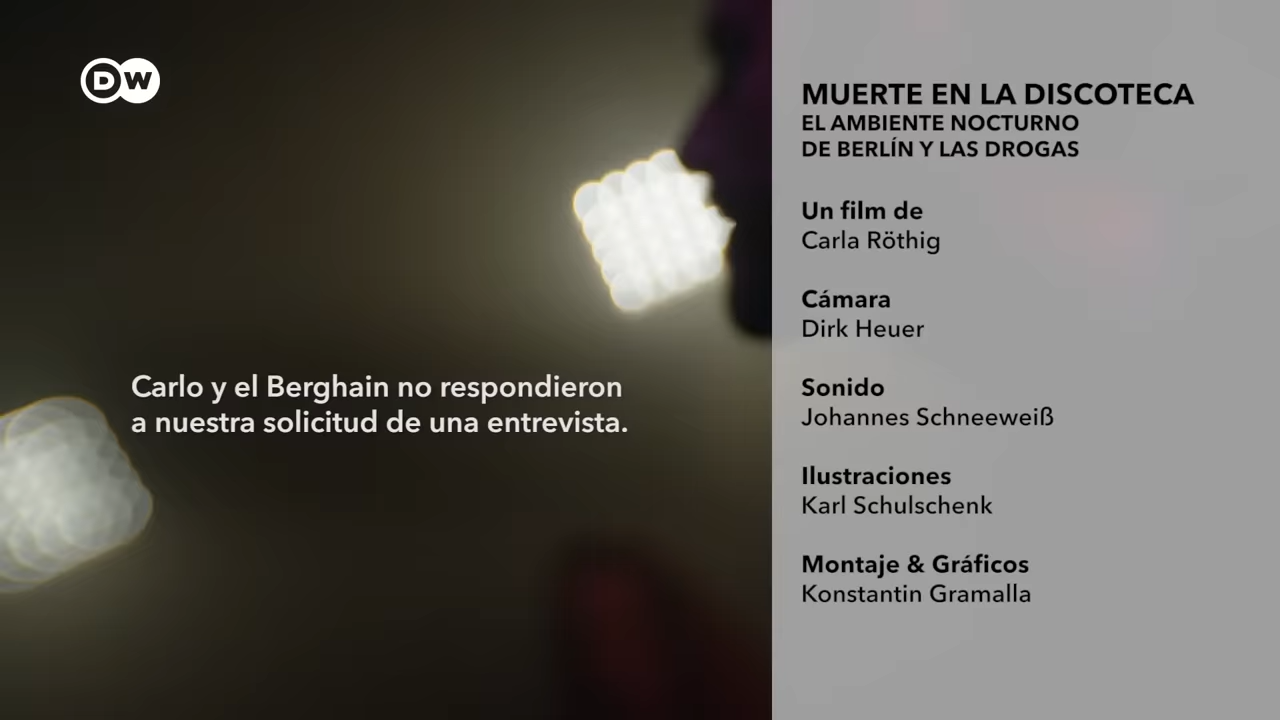 DW
Carlo y el Berghain no respondieron
a nuestra solicitud de una entrevista.
MUERTE EN LA DISCOTECA
EL AMBIENTE NOCTURNO
DE BERLÍN Y LAS DROGAS
Un film de
Carla Röthig
Cámara
Dirk Heuer
Sonido
Johannes Schneeweiß
Ilustraciones
Karl Schulschenk
Montaje & Gráficos
Konstantin Gramalla